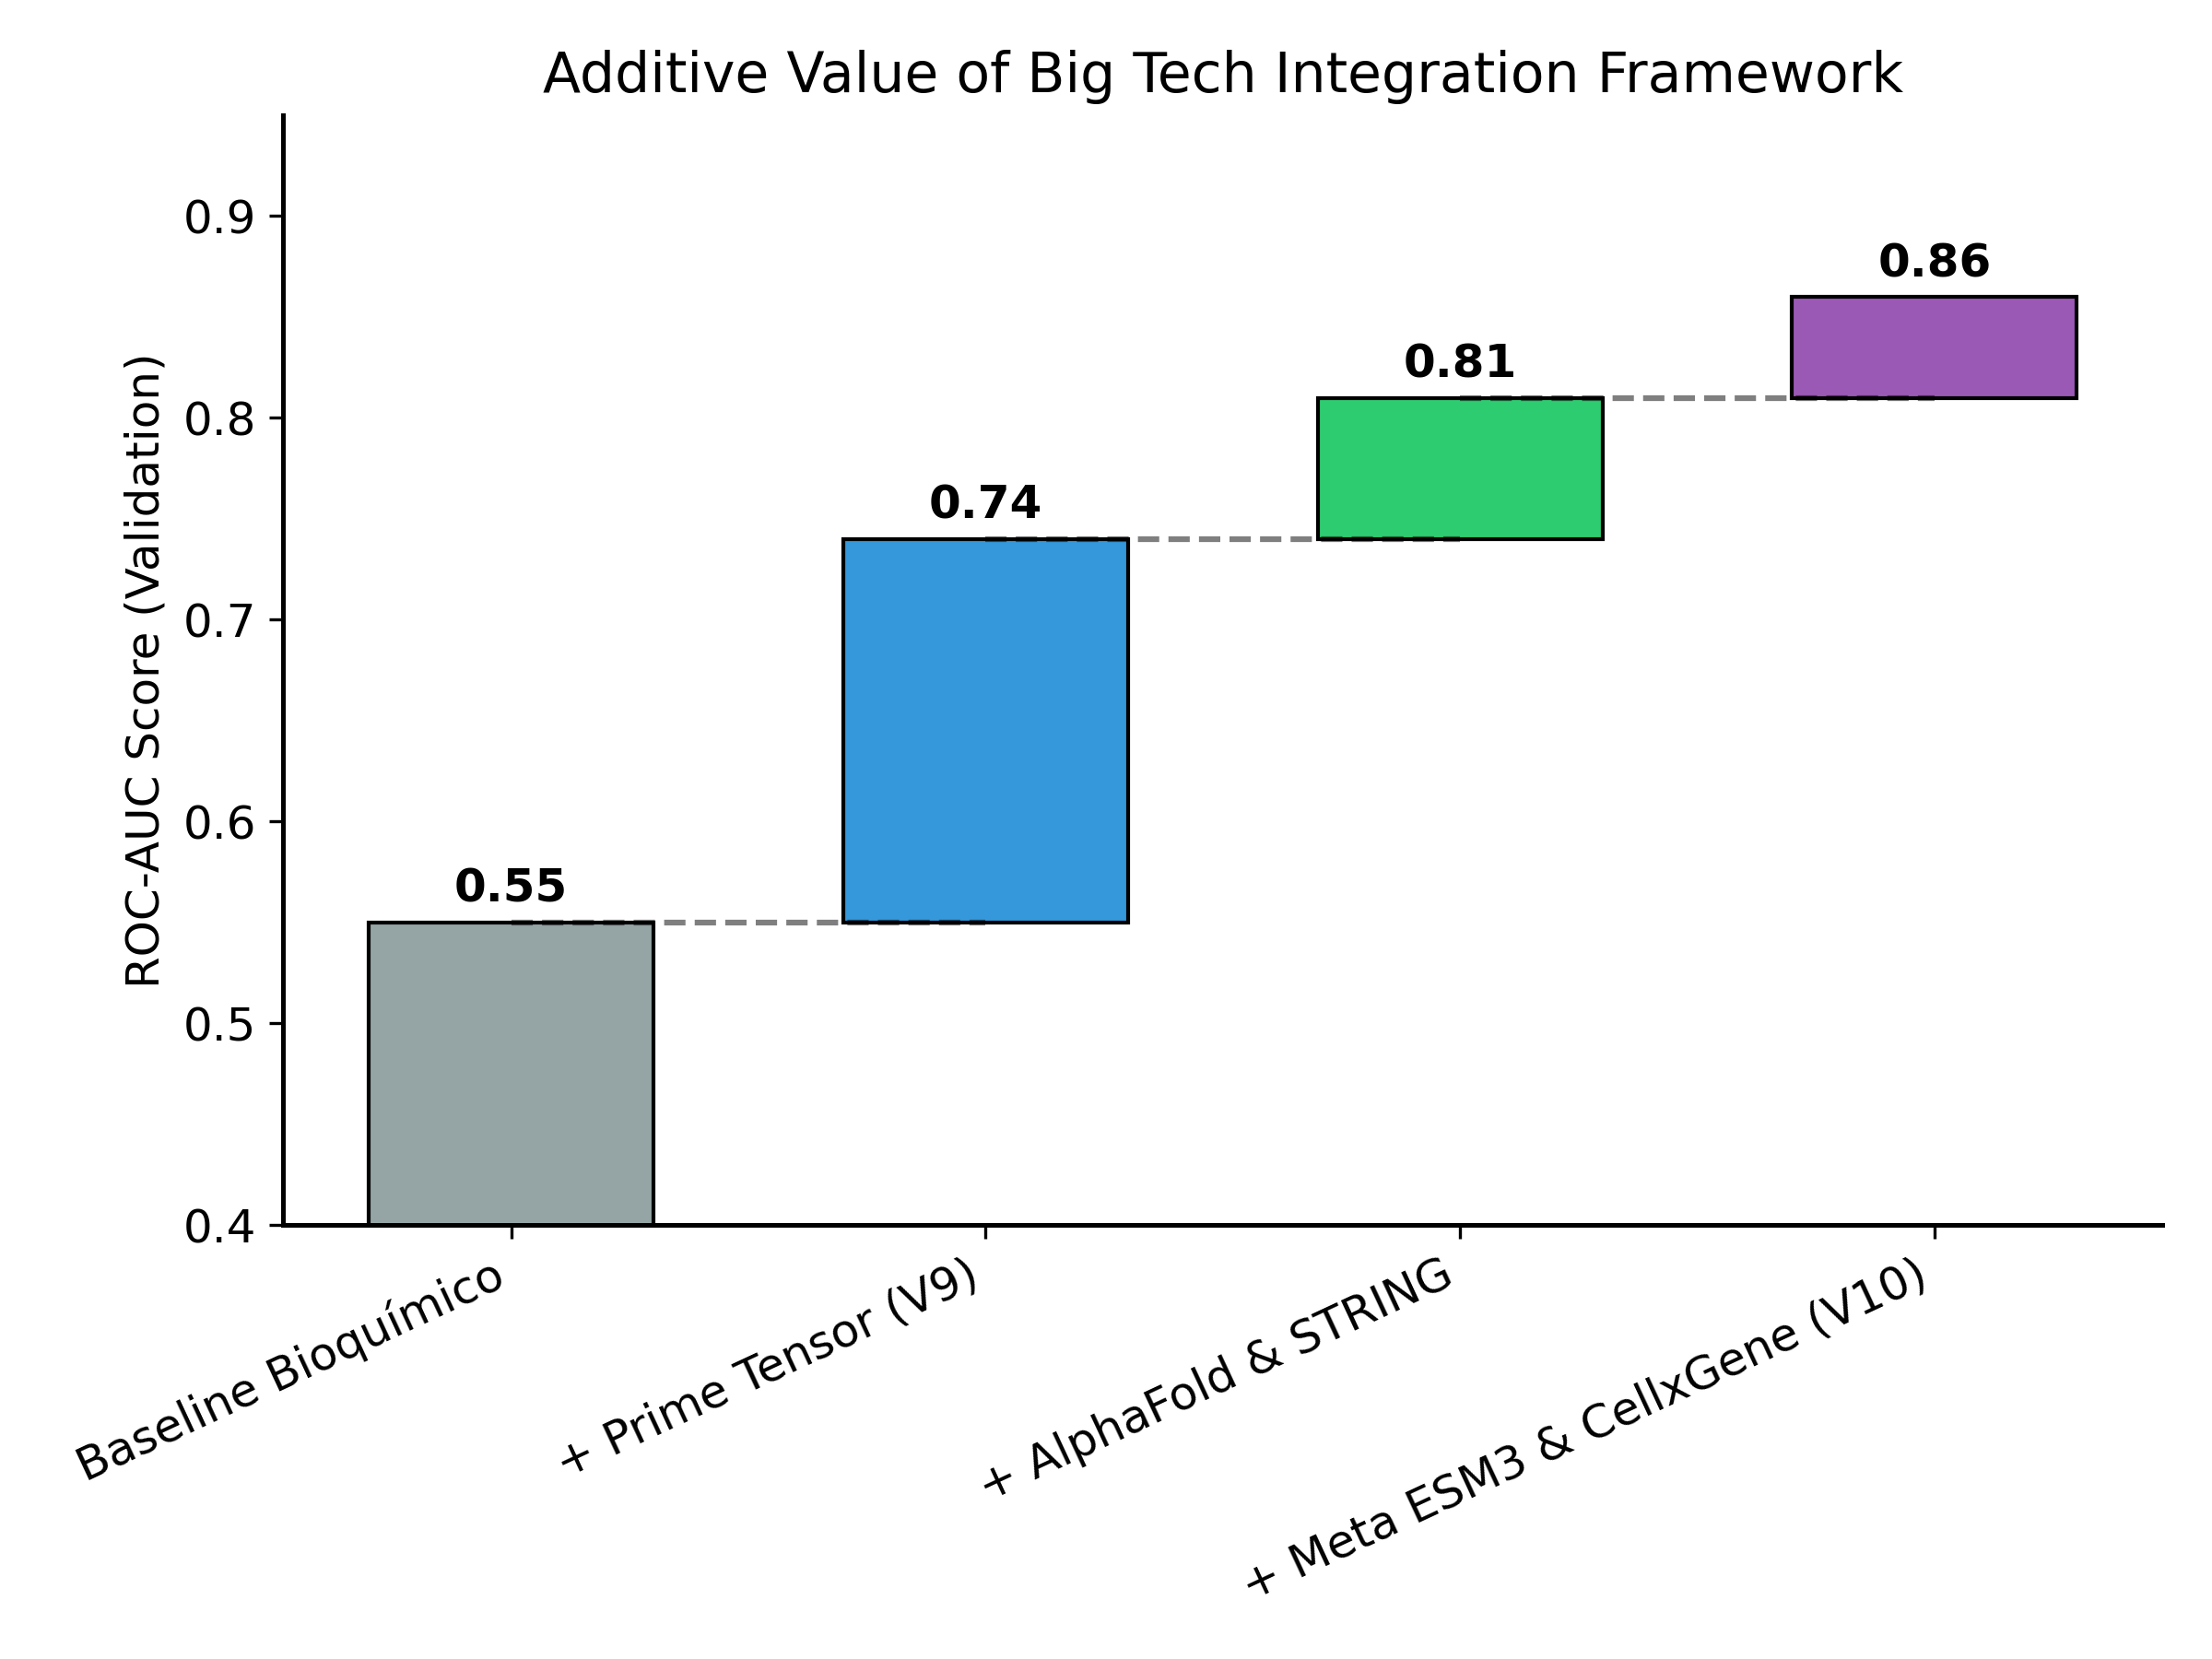 Additive Value of Big Tech Integration Framework
ROC-AUC Score (Validation)
0.9
0.8
0.7
0.6
0.5
0.4
0.55
0.74
0.81
0.86
Baseline Bioquímico
+ Prime Tensor (V9)
+ AlphaFold & STRING
+ Meta ESM3 & CellxGene (V10)